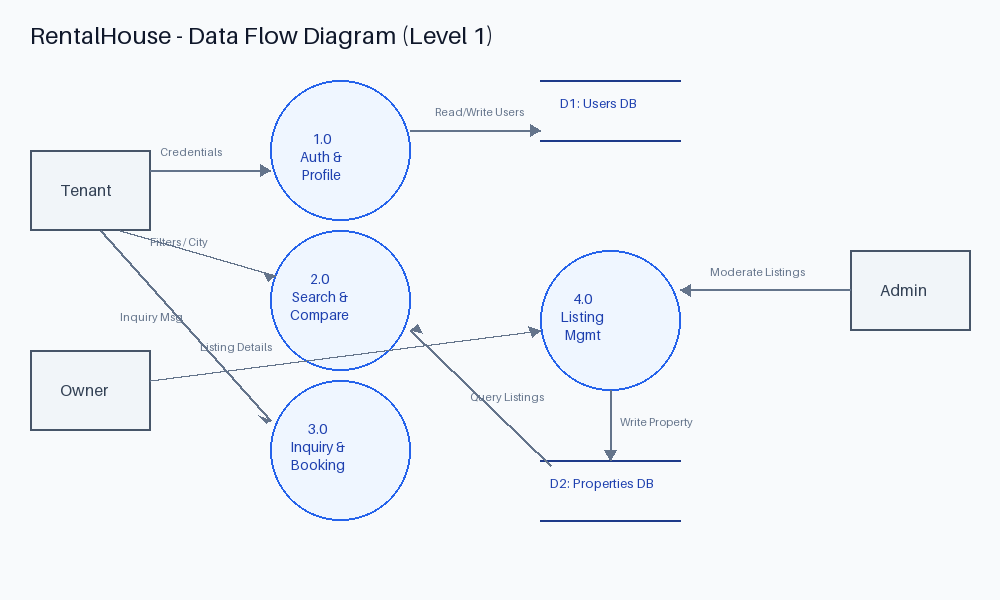 RentalHouse - Data Flow Diagram (Level 1)
Read/Write Users
D1: Users DB
1.0
Auth &
Profile
Credentials
Tenant
Filters / City
2.0
Search &
Compare
Inquiry Msg
Listing Details
Owner
3.0
Inquiry &
Booking
4.0
Listing
Mgmt
Moderate Listings
Admin
Query Listings
Write Property
D2: Properties DB